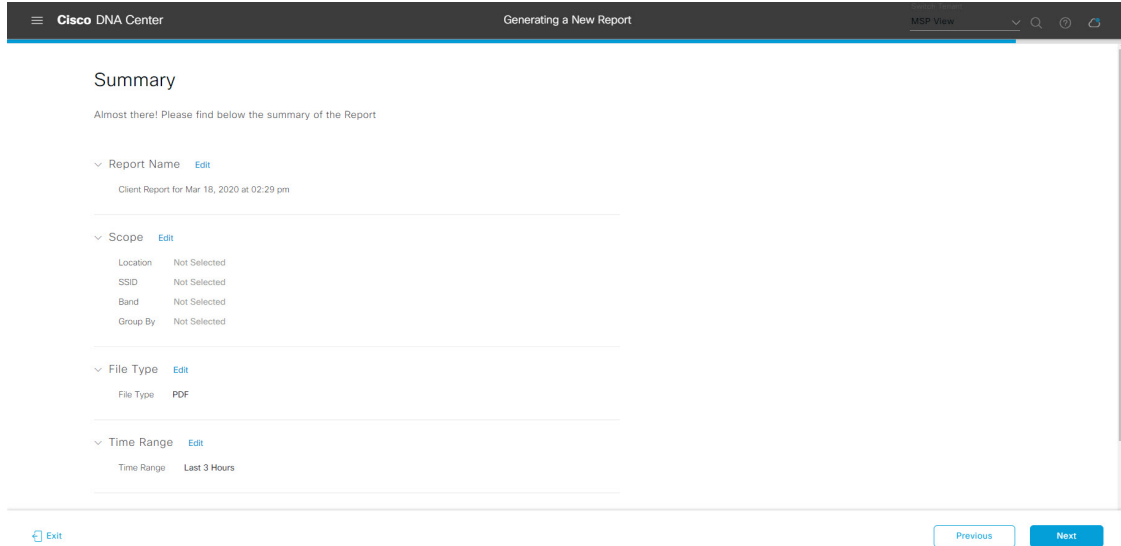 Cisco DNA Center
Generating a New Report
MSP View
Summary
Almost there! Please find below the summary of the Report
Report Name Edit
Client Report for Mar 18, 2020 at 02:29 pm
Scope Edit
Location Not Selected
SSID Not Selected
Band Not Selected
Group By Not Selected
File Type Edit
File Type PDF
Time Range Edit
Time Range Last 3 Hours
Exit
Previous
Next